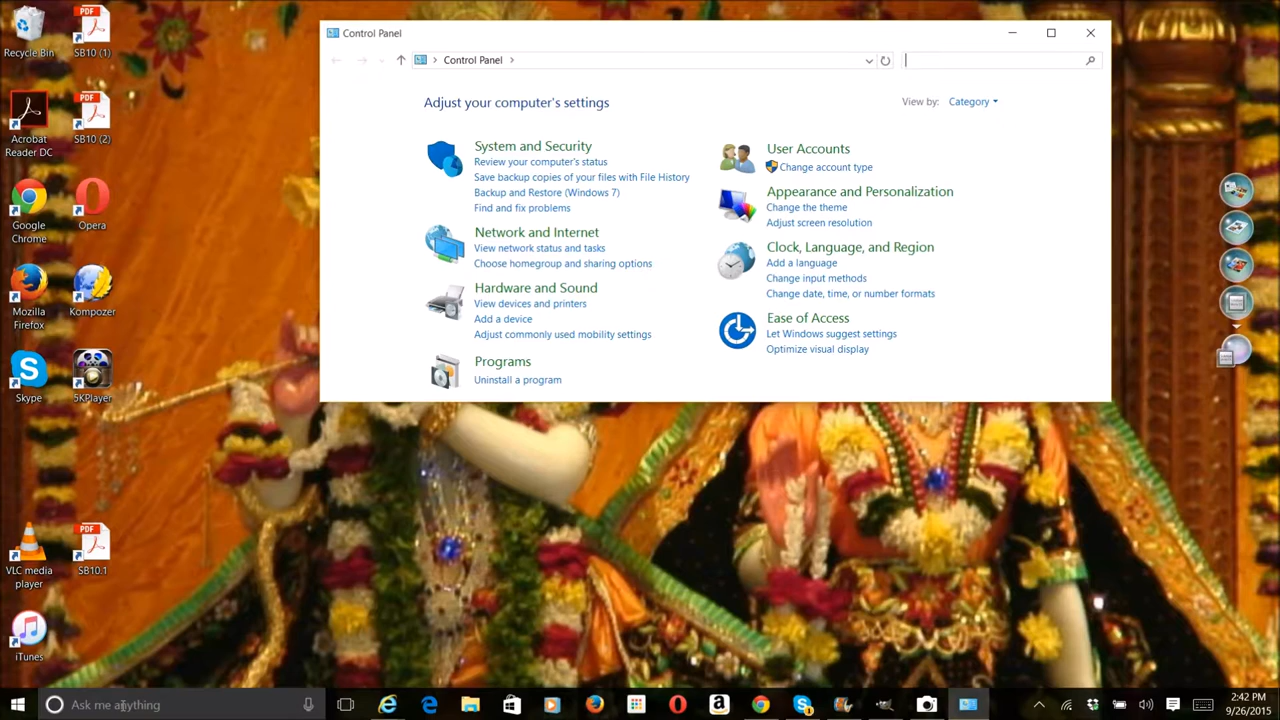 Recycle Bin
SB10 (1)
Acrobat
Reader DC
SB10 (2)
Google
Chrome
Opera
Mozilla
Firefox
Kompozer
Skype
5KPlayer
VLC media
player
SB10:1
iTunes
PDF
PDF
PDF
Control Panel
Control Panel
Adjust your computer's settings
View by:
Category
System and Security
Review your computer's status
Save backup copies of your files with File History
Backup and Restore (Windows 7)
Find and fix problems
Network and Internet
View network status and tasks
Choose homegroup and sharing options
Hardware and Sound
View devices and printers
Add a device
Adjust commonly used mobility settings
Programs
Uninstall a program
User Accounts
Change account type
Appearance and Personalization
Change the theme
Adjust screen resolution
Clock, Language, and Region
Add a language
Change input methods
Change date, time, or number formats
Ease of Access
Let Windows suggest settings
Optimize visual display
Ask me anything
2:42 PM
9/26/2015